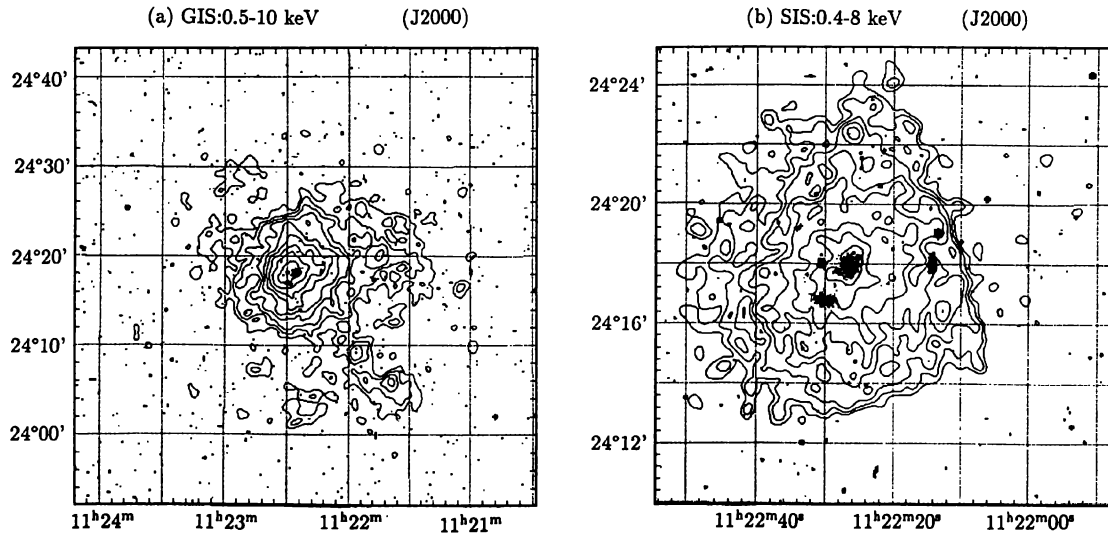 (a) GIS:0.5-10 keV (J2000)
24°40'
24°30'
24°20'
24°10'
24°00'
11ʰ24ᵐ 11ʰ23ᵐ 11ʰ22ᵐ 11ʰ21ᵐ
(b) SIS:0.4-8 keV (J2000)
24°24'
24°20'
24°16'
24°12'
11ʰ22ᵐ40ˢ 11ʰ22ᵐ20ˢ 11ʰ22ᵐ00ˢ